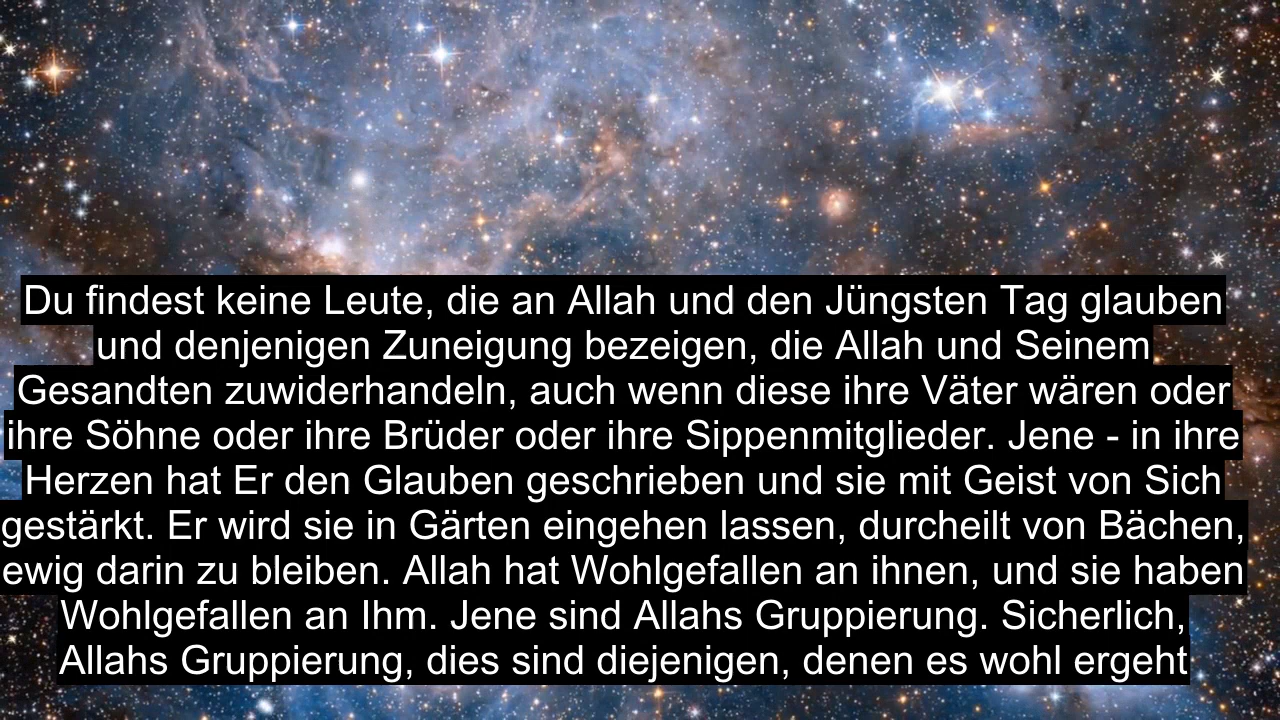 Du findest keine Leute, die an Allah und den Jüngsten Tag glauben
und denjenigen Zuneigung bezeigen, die Allah und Seinem
Gesandten zuwiderhandeln, auch wenn diese ihre Väter wären oder
ihre Söhne oder ihre Brüder oder ihre Sippenmitglieder. Jene - in ihre
Herzen hat Er den Glauben geschrieben und sie mit Geist von Sich
gestärkt. Er wird sie in Gärten eingehen lassen, durcheilt von Bächen,
ewig darin zu bleiben. Allah hat Wohlgefallen an ihnen, und sie haben
Wohlgefallen an Ihm. Jene sind Allahs Gruppierung. Sicherlich,
Allahs Gruppierung, dies sind diejenigen, denen es wohl ergeht